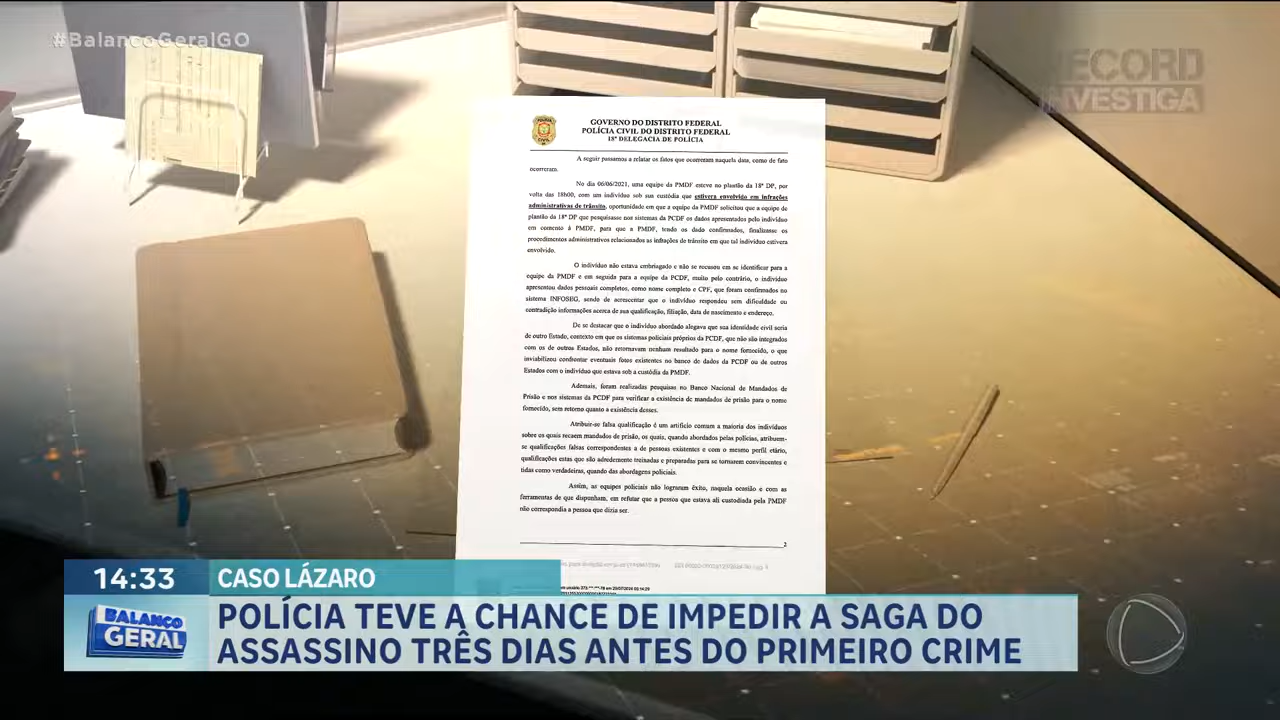 #BalancoGeralGO
RECORD
INVESTIGA
GOVERNO DO DISTRITO FEDERAL
POLÍCIA CIVIL DO DISTRITO FEDERAL
18ª DELEGACIA DE POLÍCIA
A seguir passamos a relatar os fatos que ocorreram naquela data, como de fato
ocorreram.
No dia 06/06/2021, uma equipe da PMDF esteve no plantão da 18ª DP, por
volta das 18h00, com um indivíduo sob sua custódia que estivera envolvido em infrações
administrativas de trânsito, oportunidade em que a equipe da PMDF solicitou que a equipe de
plantão da 18ª DP que pesquisasse nos sistemas da PCDF os dados apresentados pelo indivíduo
em comento à PMDF, para que a PMDF, tendo os dado confirmados, finalizasse os
procedimentos administrativos relacionados as infrações de trânsito em que tal indivíduo estivera
envolvido.
O indivíduo não estava embriagado e não se recusou em se identificar para a
equipe da PMDF e em seguida para a equipe da PCDF, muito pelo contrário, o indivíduo
apresentou dados pessoais completos, como nome completo e CPF, que foram confirmados no
sistema INFOSEG, sendo de acrescentar que o indivíduo respondeu sem dificuldade ou
contradição informações acerca de sua qualificação, filiação, data de nascimento e endereço.
De se destacar que o indivíduo abordado alegava que sua identidade civil seria
de outro Estado, contexto em que os sistemas policiais próprios da PCDF, que não são integrados
com os de outros Estados, não retornavam nenhum resultado para o nome fornecido, o que
inviabilizou confrontar eventuais fotos existentes no banco de dados da PCDF ou de outros
Estados com o indivíduo que estava sob a custódia da PMDF.
Ademais, foram realizadas pesquisas no Banco Nacional de Mandados de
Prisão e nos sistemas da PCDF para verificar a existência de mandados de prisão para o nome
fornecido, sem retorno quanto a existência desses.
Atribuir-se falsa qualificação é um artifício comum a maioria dos indivíduos
sobre os quais recaem mandados de prisão, os quais, quando abordados pelas polícias, atribuem-
se qualificações falsas correspondentes a de pessoas existentes e com o mesmo perfil etário,
qualificações estas que são adredemente treinadas e preparadas para se tornarem convincentes e
tidas como verdadeiras, quando das abordagens policiais.
Assim, as equipes policiais não lograram êxito, naquela ocasião e com as
ferramentas de que dispunham, em refutar que a pessoa que estava ali custodiada pela PMDF
não correspondia a pessoa que dizia ser.
2
14:33
CASO LÁZARO
BALANÇO
GERAL
POLÍCIA TEVE A CHANCE DE IMPEDIR A SAGA DO
ASSASSINO TRÊS DIAS ANTES DO PRIMEIRO CRIME